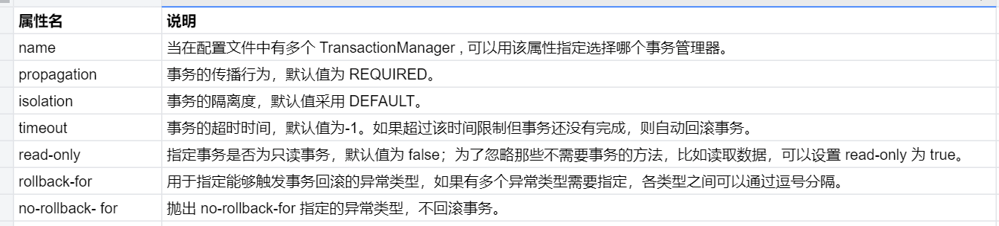 属性名 说明
name 当在配置文件中有多个 TransactionManager , 可以用该属性指定选择哪个事务管理器。
propagation 事务的传播行为，默认值为 REQUIRED。
isolation 事务的隔离度，默认值采用 DEFAULT。
timeout 事务的超时时间，默认值为-1。如果超过该时间限制但事务还没有完成，则自动回滚事务。
read-only 指定事务是否为只读事务，默认值为 false；为了忽略那些不需要事务的方法，比如读取数据，可以设置 read-only 为 true。
rollback-for 用于指定能够触发事务回滚的异常类型，如果有多个异常类型需要指定，各类型之间可以通过逗号分隔。
no-rollback- for 抛出 no-rollback-for 指定的异常类型，不回滚事务。